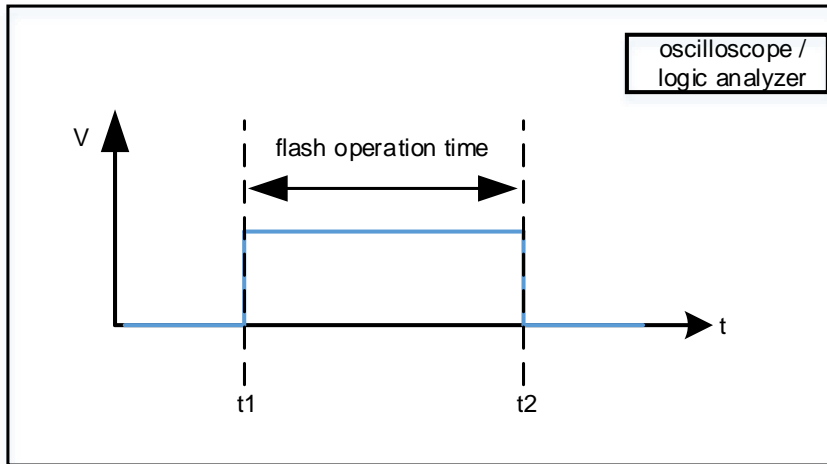 oscilloscope /
logic analyzer
V
flash operation time
t
t1
t2